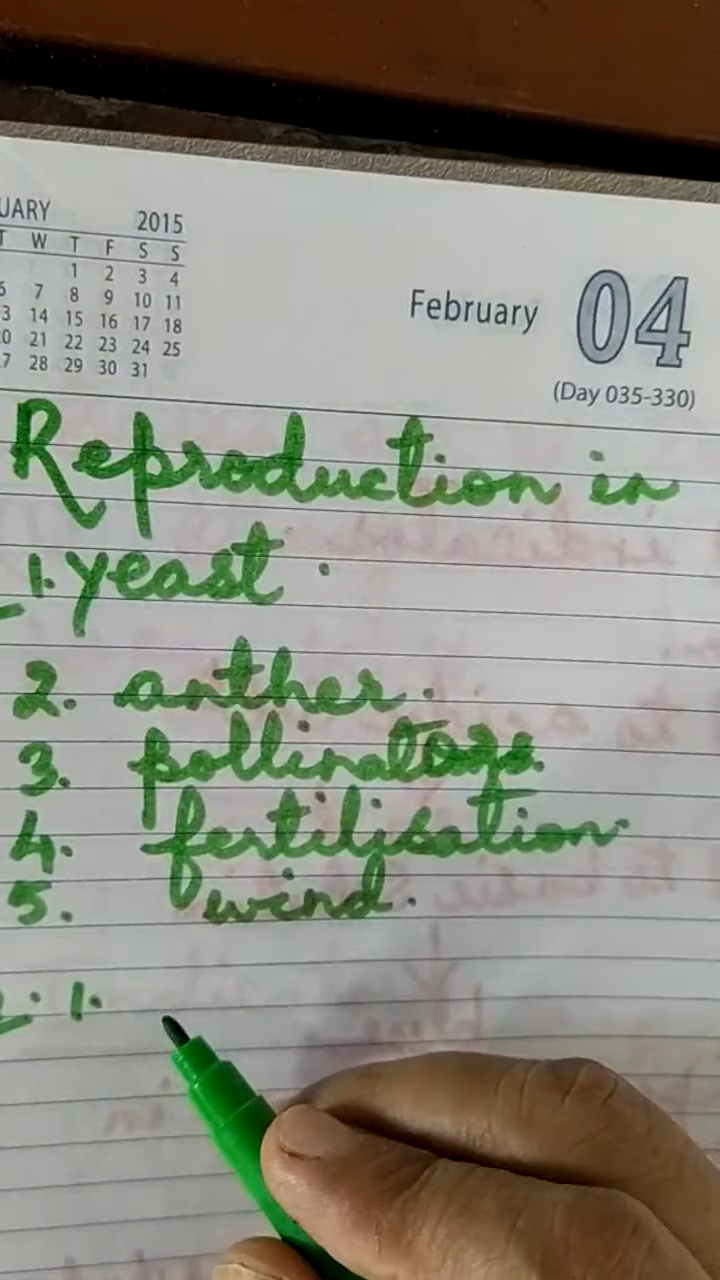 UARY 2015
T W T F S S
1 2 3 4
6 7 8 9 10 11
3 14 15 16 17 18
0 21 22 23 24 25
7 28 29 30 31
February 04
(Day 035-330)
Reproduction in
1. yeast.
2. anther.
3. pollinators.
4. fertilisation.
5. wind.
1.